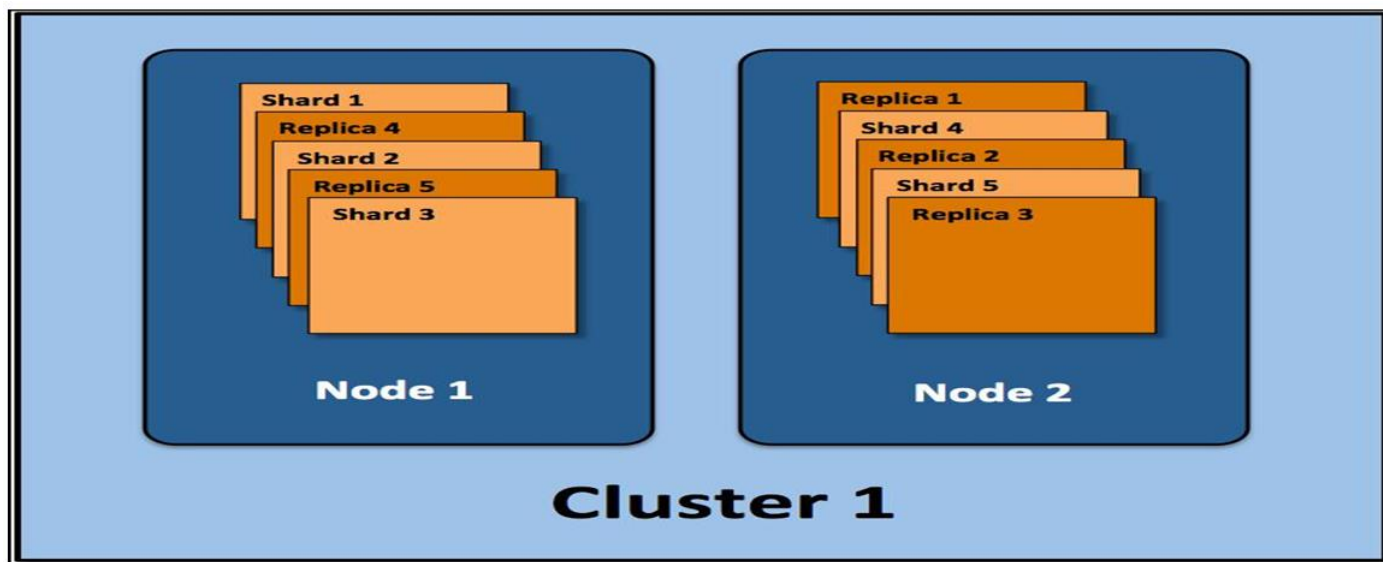 Shard 1
Replica 4
Shard 2
Replica 5
Shard 3
Node 1
Replica 1
Shard 4
Replica 2
Shard 5
Replica 3
Node 2
Cluster 1